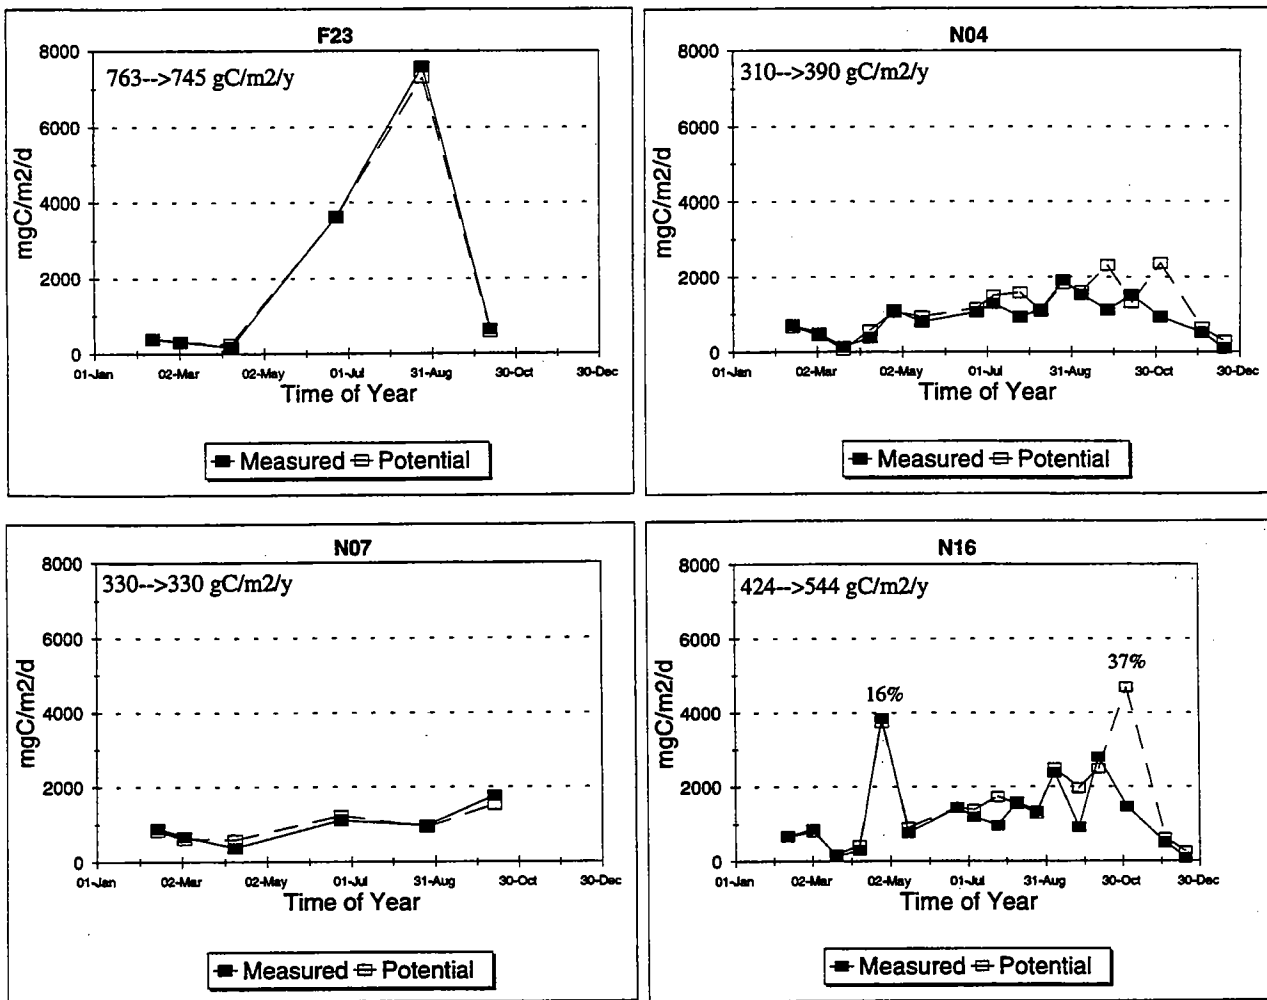 F23
763-->745 gC/m2/y
8000
6000
4000
2000
0
mgC/m2/d
01-Jan 02-Mar 02-May 01-Jul 31-Aug 30-Oct 30-Dec
Time of Year
Measured Potential
N04
310-->390 gC/m2/y
8000
6000
4000
2000
0
mgC/m2/d
01-Jan 02-Mar 02-May 01-Jul 31-Aug 30-Oct 30-Dec
Time of Year
Measured Potential
N07
330-->330 gC/m2/y
8000
6000
4000
2000
0
mgC/m2/d
01-Jan 02-Mar 02-May 01-Jul 31-Aug 30-Oct 30-Dec
Time of Year
Measured Potential
N16
424-->544 gC/m2/y
8000
6000
4000
2000
0
mgC/m2/d
37%
16%
01-Jan 02-Mar 02-May 01-Jul 31-Aug 30-Oct 30-Dec
Time of Year
Measured Potential